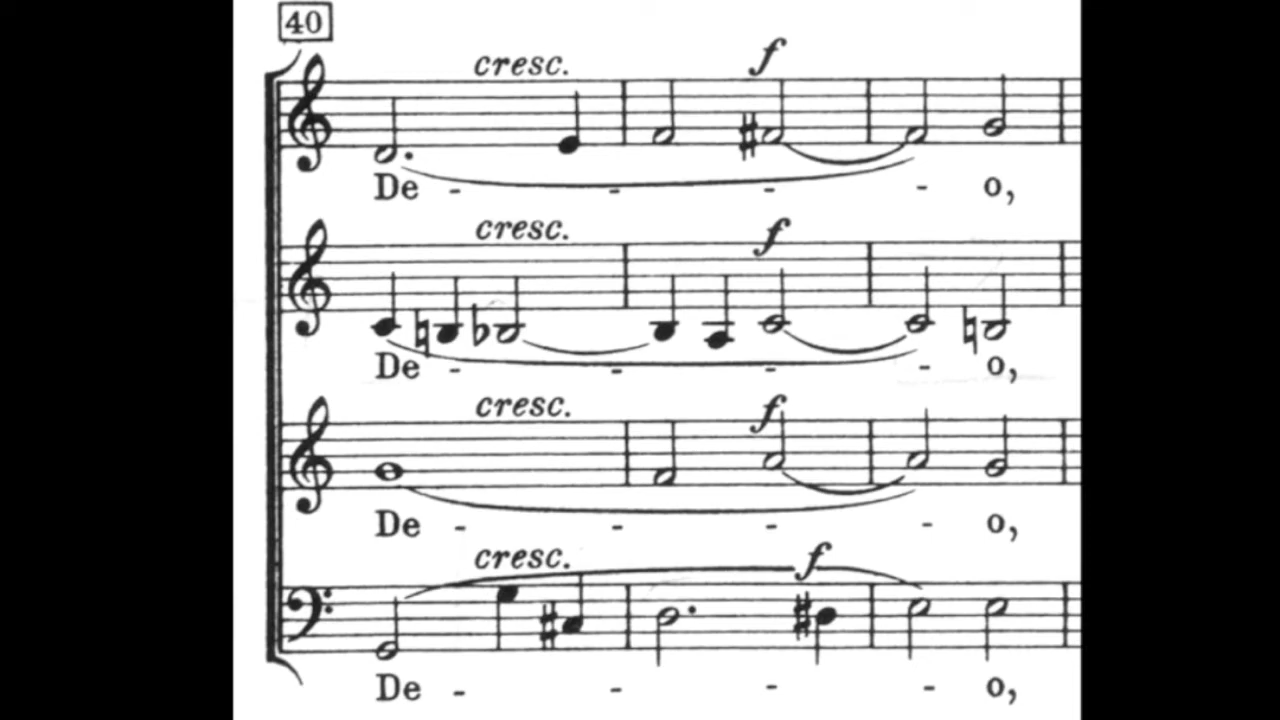 40
cresc. f
De - - - - o,
cresc. f
De - - - - o,
cresc. f
De - - - - o,
cresc. f
De - - - - o,